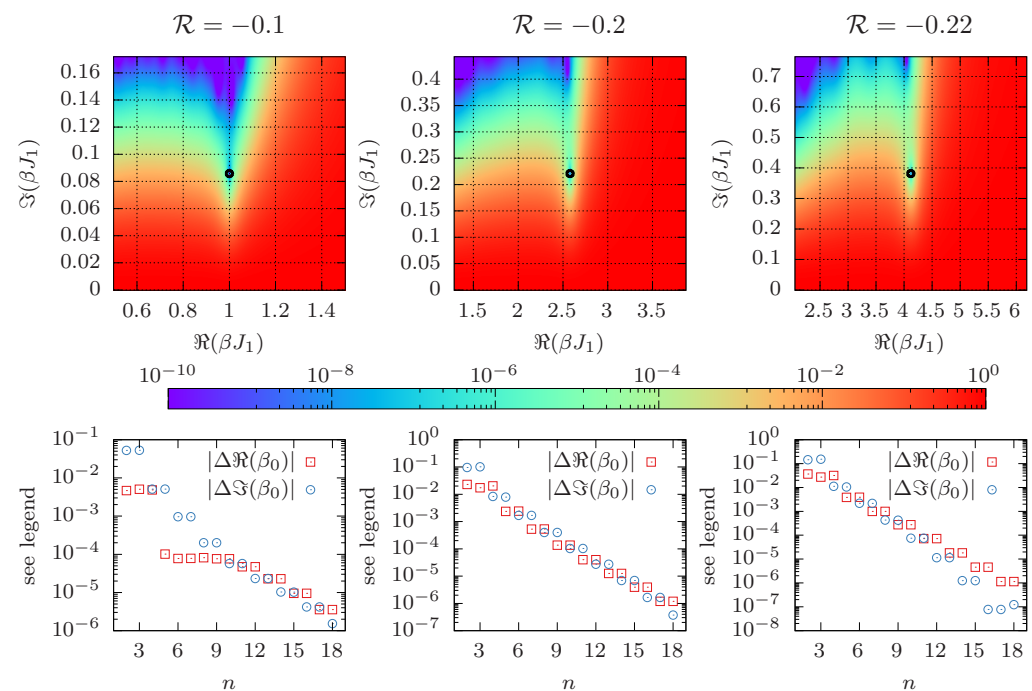 ℛ = −0.1
ℛ = −0.2
ℛ = −0.22
ℑ(βJ₁)
0.16
0.14
0.12
0.1
0.08
0.06
0.04
0.02
0
0.6 1 1.2 1.4
ℜ(βJ₁)
ℑ(βJ₁)
0.4
0.35
0.3
0.25
0.2
0.15
0.1
0.05
0
1.5 2 2.5 3 3.5
ℜ(βJ₁)
ℑ(βJ₁)
0.7
0.6
0.5
0.4
0.3
0.2
0.1
0
2.5 3 3.5 4 4.5 5 5.5 6
ℜ(βJ₁)
10⁻¹⁰ 10⁻⁸ 10⁻⁶ 10⁻⁴ 10⁻² 10⁰
see legend
10⁻¹
10⁻²
10⁻³
10⁻⁴
10⁻⁵
10⁻⁶
|Δℜ(β₀)|
|Δℑ(β₀)|
3 6 9 12 15 18
n
see legend
10⁰
10⁻¹
10⁻²
10⁻³
10⁻⁴
10⁻⁵
10⁻⁶
10⁻⁷
|Δℜ(β₀)|
|Δℑ(β₀)|
3 6 9 12 15 18
n
see legend
10⁰
10⁻¹
10⁻²
10⁻³
10⁻⁴
10⁻⁵
10⁻⁶
10⁻⁷
10⁻⁸
|Δℜ(β₀)|
|Δℑ(β₀)|
3 6 9 12 15 18
n